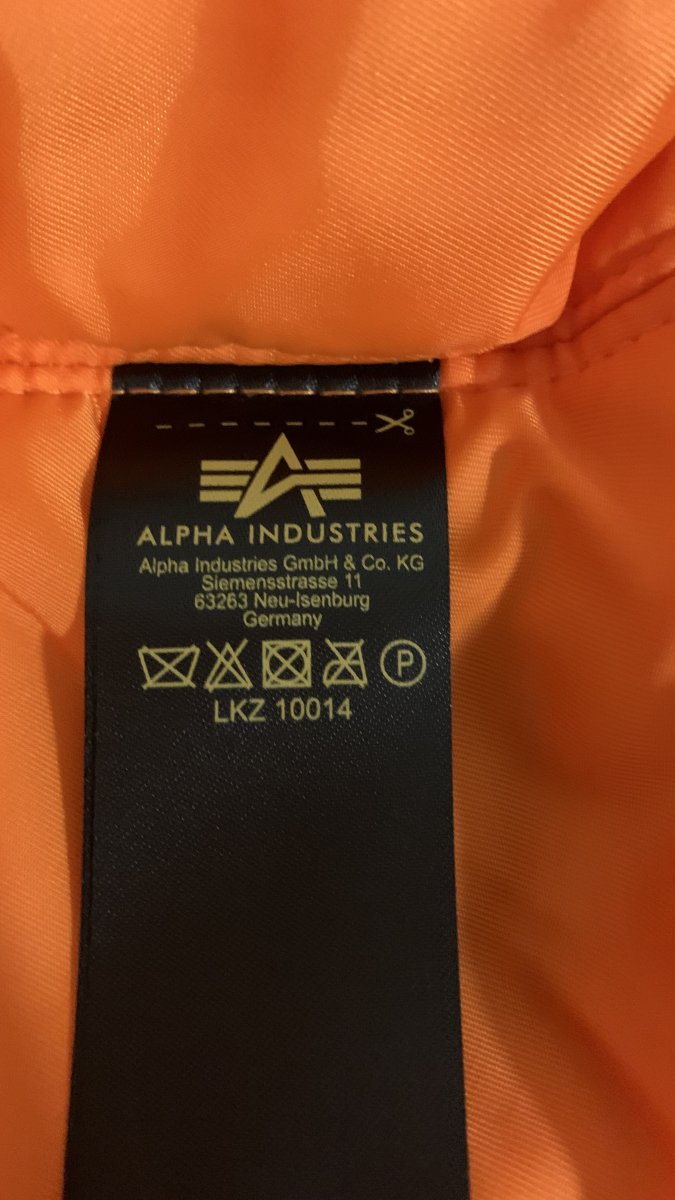 ALPHA INDUSTRIES
Alpha Industries GmbH & Co. KG
Siemensstrasse 11
63263 Neu-Isenburg
Germany
P
LKZ 10014